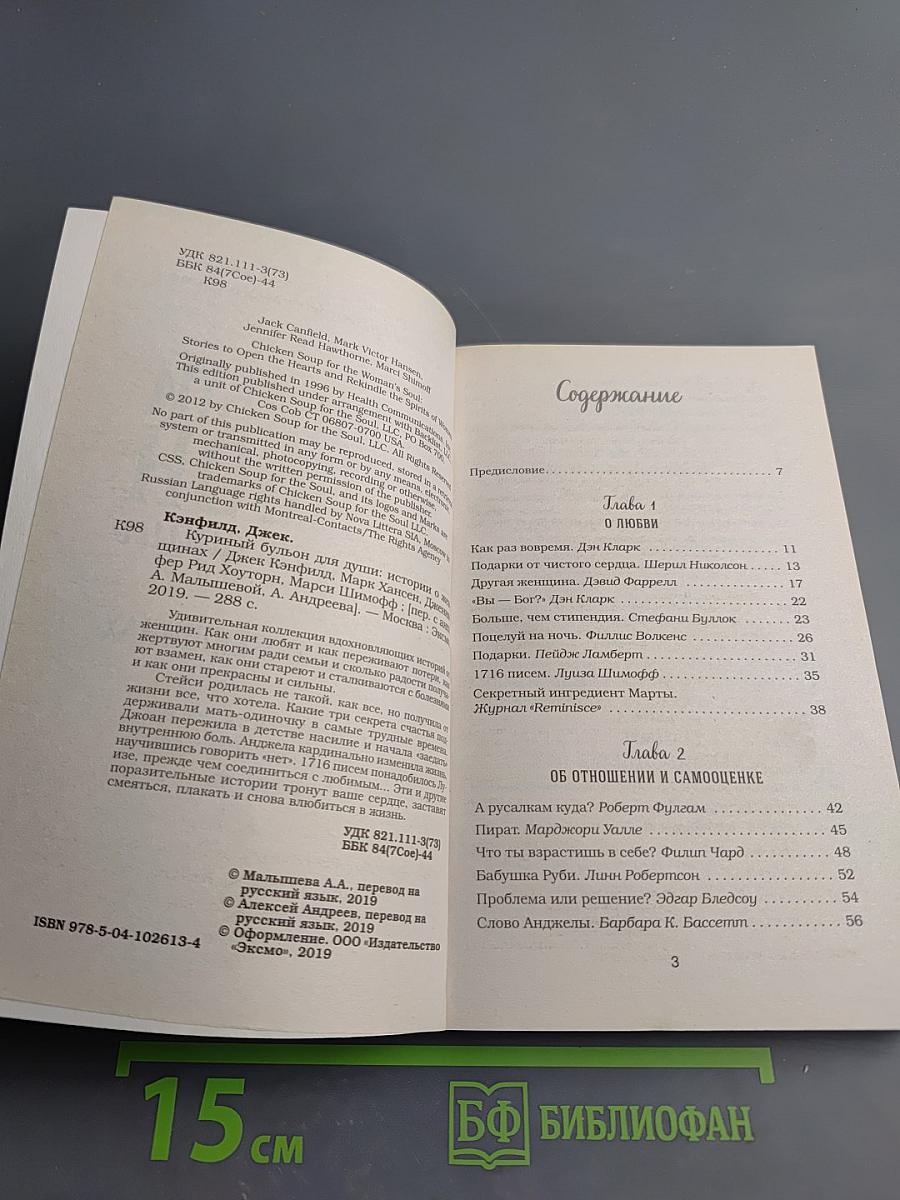 УДК 821.111-3(73)
ББК 84(7Сое)-44
К98
Jack Canfield, Mark Victor Hansen,
Jennifer Read Hawthorne, Marci Shimoff
Chicken Soup for the Woman's Soul:
Stories to Open the Hearts and Rekindle the Spirits of Women
Originally published in 1996 by Health Communications,
This edition published under arrangement with Backlist, LLC,
a unit of Chicken Soup for the Soul, LLC. PO Box 700,
Cos Cob CT 06807-0700 USA.
© 2012 by Chicken Soup for the Soul, LLC. All Rights Reserved
No part of this publication may be reproduced, stored in a retrieval
system or transmitted in any form or by any means, electronic,
mechanical, photocopying, recording or otherwise,
without the written permission of the publisher.
CSS, Chicken Soup for the Soul, and its logos and Marks are
trademarks of Chicken Soup for the Soul LLC.
Russian Language rights handled by Nova Littera SIA, Moscow in
conjunction with Montreal-Contacts/The Rights Agency
Кэнфилд, Джек.
К98
Куриный бульон для души: истории о жен
щинах / Джек Кэнфилд, Марк Хансен, Дженни
фер Рид Хоуторн, Марси Шимофф ; [пер. с англ.
А. Малышевой, А. Андреева]. — Москва : Эксмо,
2019. — 288 с.
Удивительная коллекция вдохновляющих историй о
женщин. Как они любят и как переживают потери, как
жертвуют многим ради семьи и сколько радости получа
ют взамен, как они стареют и сталкиваются с болезнями
и как они прекрасны и сильны.
Стейси родилась не такой, как все, но получила от
жизни все, что хотела. Какие три секрета счастья под
держивали мать-одиночку в самые трудные времена.
Джоан пережила в детстве насилие и начала «заедать»
внутреннюю боль. Анджела кардинально изменила жизнь,
научившись говорить «нет». 1716 писем понадобилось Лу-
изе, прежде чем соединиться с любимым... Эти и другие
поразительные истории тронут ваше сердце, заставят
смеяться, плакать и снова влюбиться в жизнь.
УДК 821.111-3(73)
ББК 84(7Сое)-44
© Малышева А.А., перевод на
русский язык, 2019
© Алексей Андреев, перевод на
русский язык, 2019
© Оформление. ООО «Издательство
«Эксмо», 2019
ISBN 978-5-04-102613-4
Содержание
Предисловие. . . . . . . . . . . . . . . . . . . 7
Глава 1
О ЛЮБВИ
Как раз вовремя. Дэн Кларк . . . . . . . . . . 11
Подарки от чистого сердца. Шерил Николсон. . . . . 13
Другая женщина. Дэвид Фаррелл . . . . . . . . . 17
«Вы — Бог?» Дэн Кларк . . . . . . . . . . . . 22
Больше, чем стипендия. Стефани Буллок . . . . . . 23
Поцелуй на ночь. Филлис Волкенс . . . . . . . . 26
Подарки. Пейдж Ламберт . . . . . . . . . . . 31
1716 писем. Луиза Шимофф . . . . . . . . . . 35
Секретный ингредиент Марты.
Журнал «Reminisce» . . . . . . . . . . . . . 38
Глава 2
ОБ ОТНОШЕНИИ И САМООЦЕНКЕ
А русалкам куда? Роберт Фулгам . . . . . . . . 42
Пират. Марджори Уалле . . . . . . . . . . . 45
Что ты взрастишь в себе? Филип Чард . . . . . . 48
Бабушка Руби. Линн Робертсон . . . . . . . . . 52
Проблема или решение? Эдгар Бледсоу . . . . . . 54
Слово Анджелы. Барбара К. Бассетт . . . . . . . 56
3
15 см
БФ БИБЛИОФАН